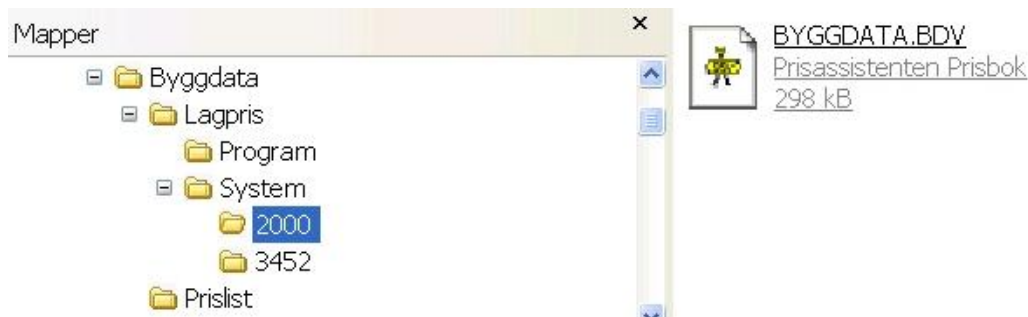 Mapper
Byggdata
Lagpris
Program
System
2000
3452
Prislist
BYGGDATA.BDV
Prisassistenten Prisbok
298 kB